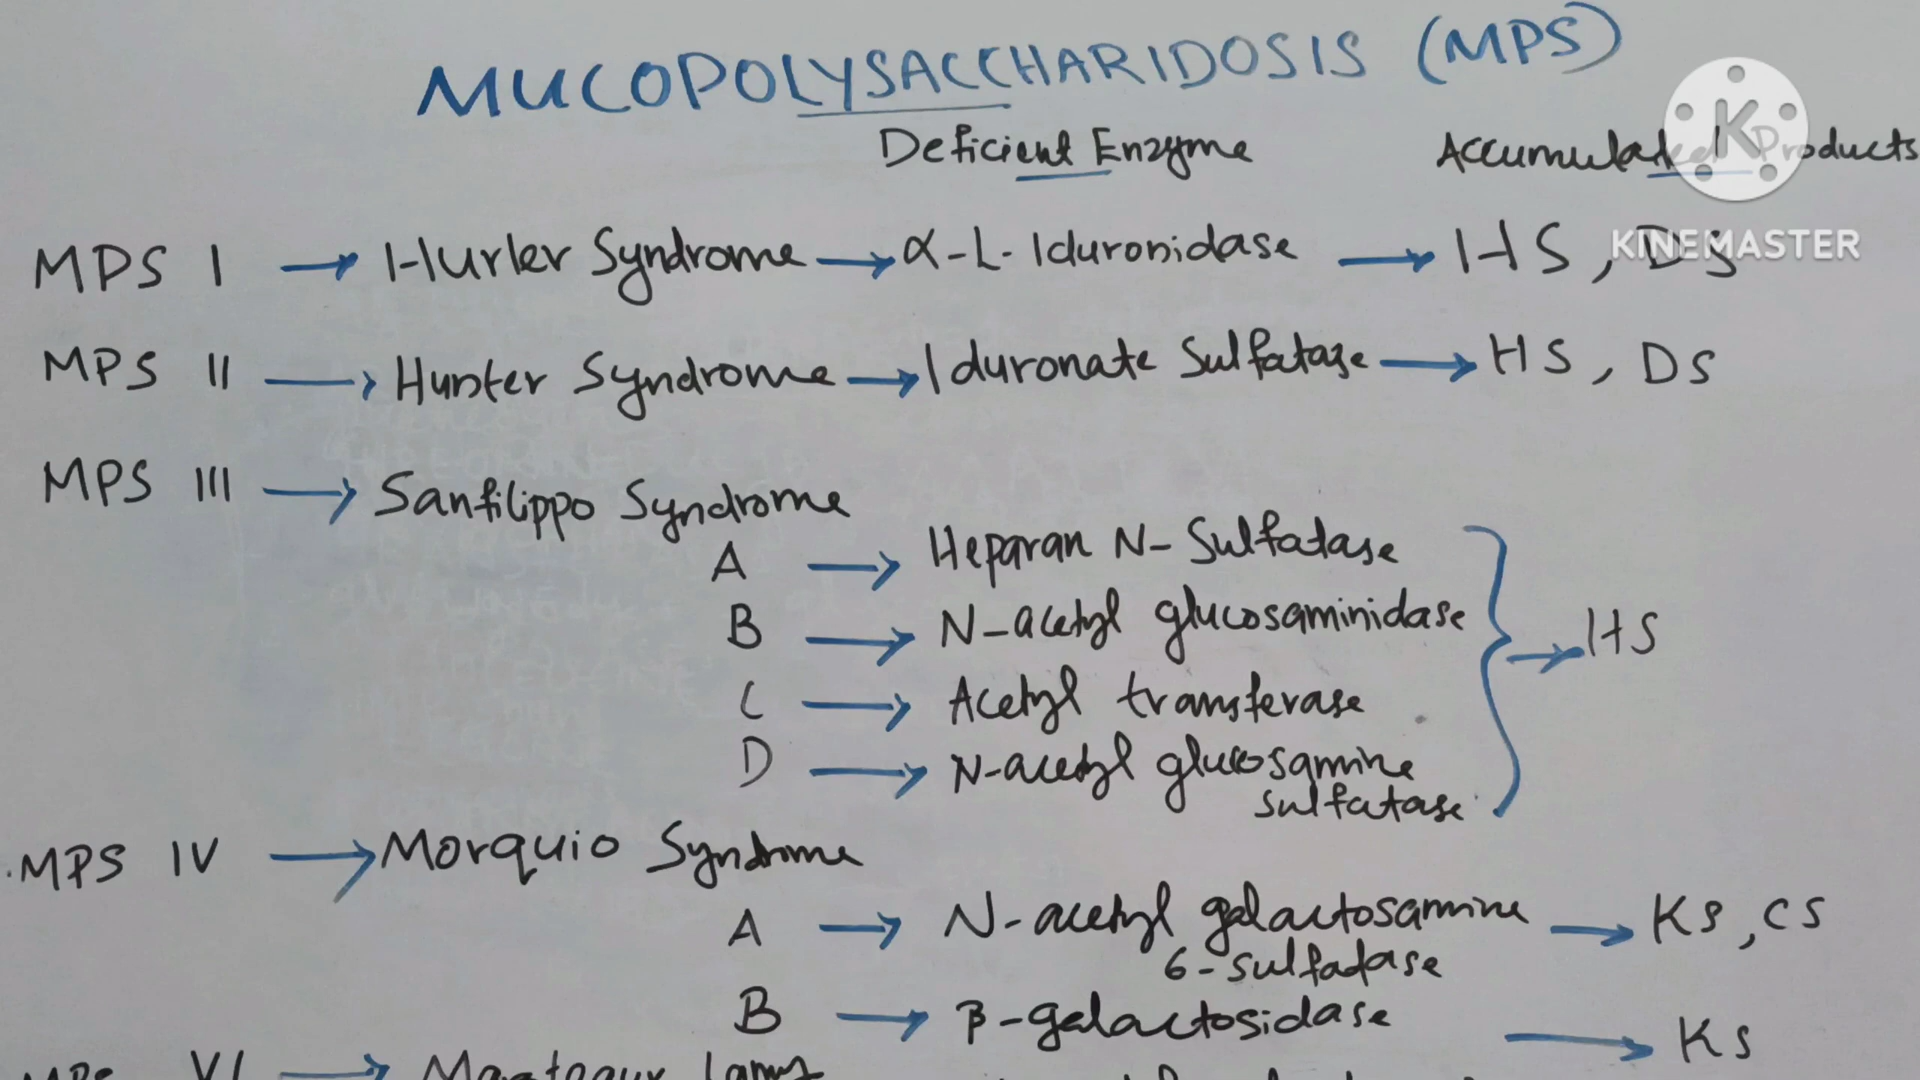 MUCOPOLYSACCHARIDOSIS (MPS)
Deficient Enzyme Accumulated Products
K
KINEMASTER
MPS I → Hurler Syndrome → α-L-Iduronidase → HS, DS
MPS II → Hunter Syndrome → Iduronate Sulfatase → HS, DS
MPS III → Sanfilippo Syndrome
A → Heparan N-Sulfatase
B → N-acetyl glucosaminidase
→ HS
C → Acetyl transferase
D → N-acetyl glucosamine
sulfatase
MPS IV → Morquio Syndrome
A → N-acetyl galactosamine → KS, CS
6-sulfatase
B → β-galactosidase → KS
MPS VI →